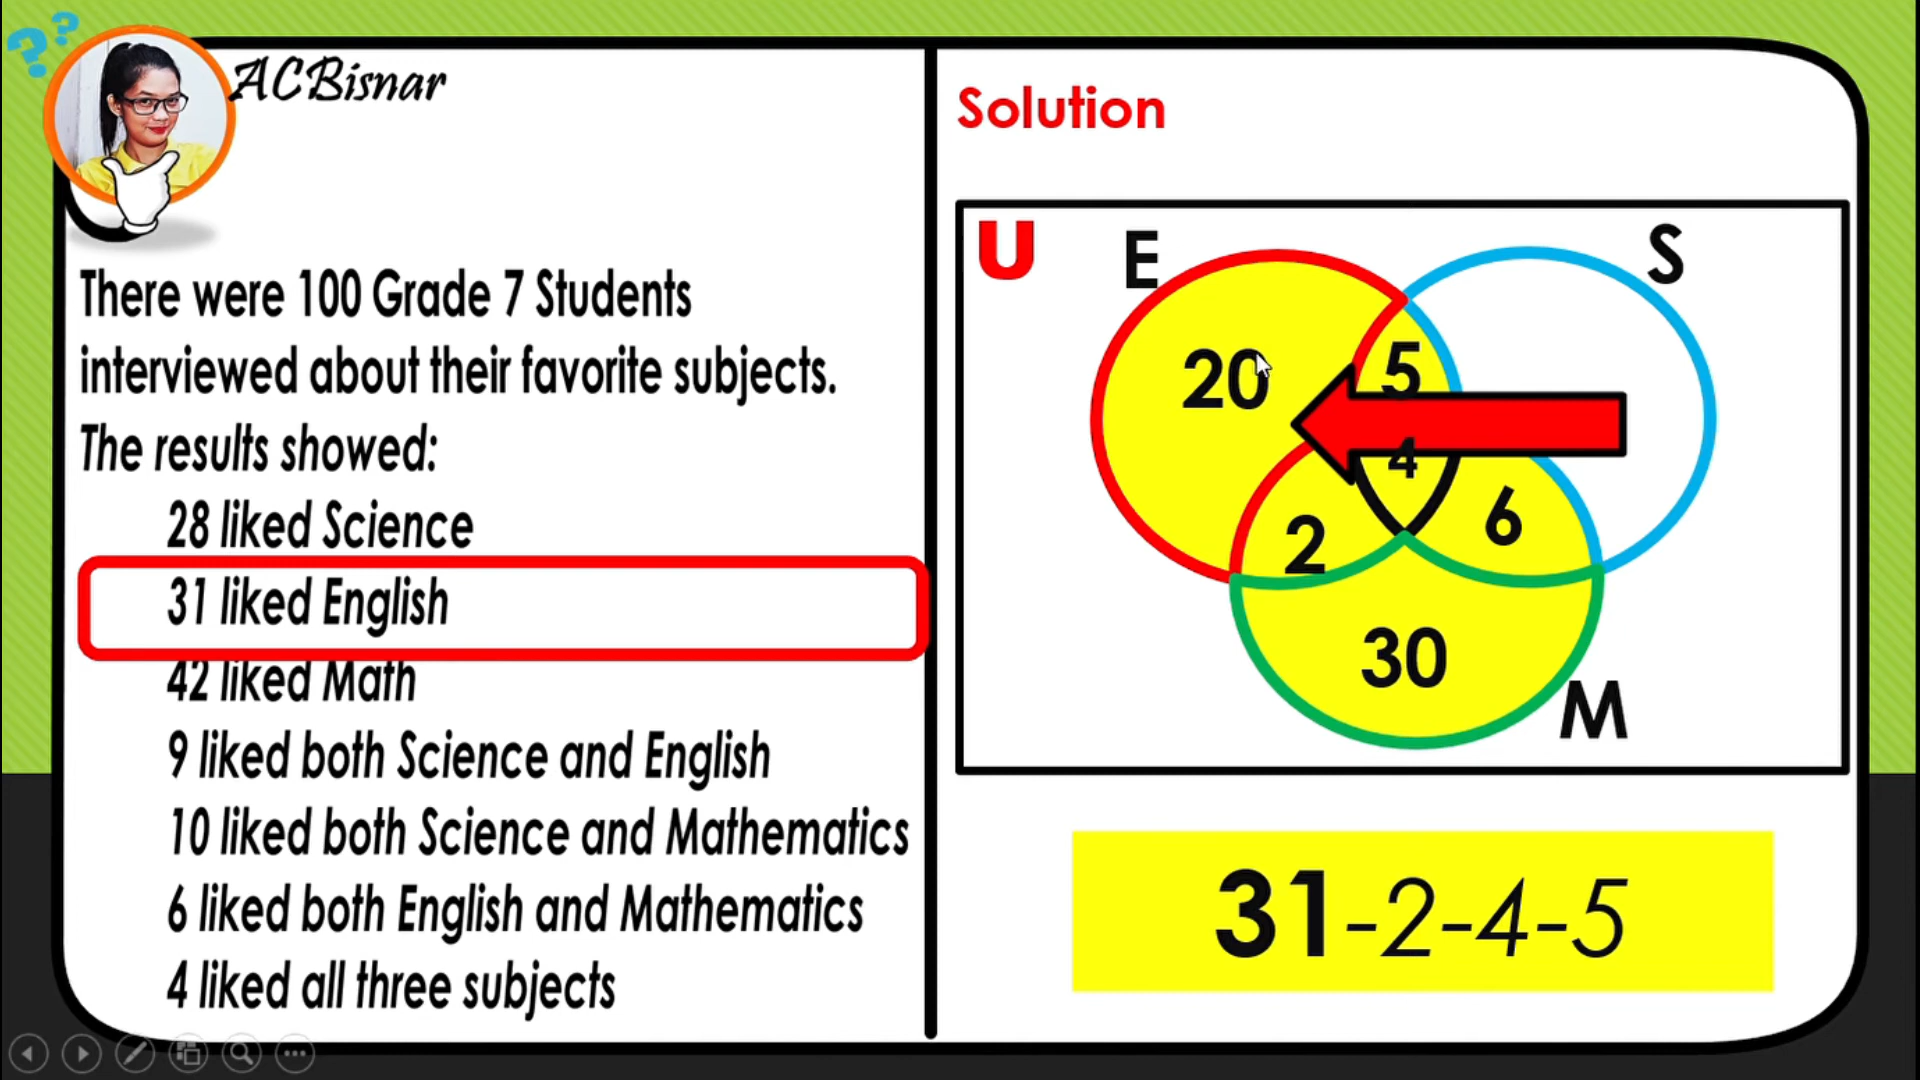 ? ?
ACBisnar
There were 100 Grade 7 Students
interviewed about their favorite subjects.
The results showed:
28 liked Science
31 liked English
42 liked Math
9 liked both Science and English
10 liked both Science and Mathematics
6 liked both English and Mathematics
4 liked all three subjects
Solution
U
E
S
20
5
4
2
6
30
M
31-2-4-5